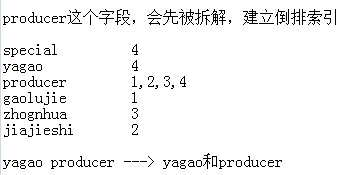 producer这个字段，会先被拆解，建立倒排索引
special 4
yagao 4
producer 1,2,3,4
gaolujie 1
zhognhua 3
jiajieshi 2
yagao producer ---> yagao和producer